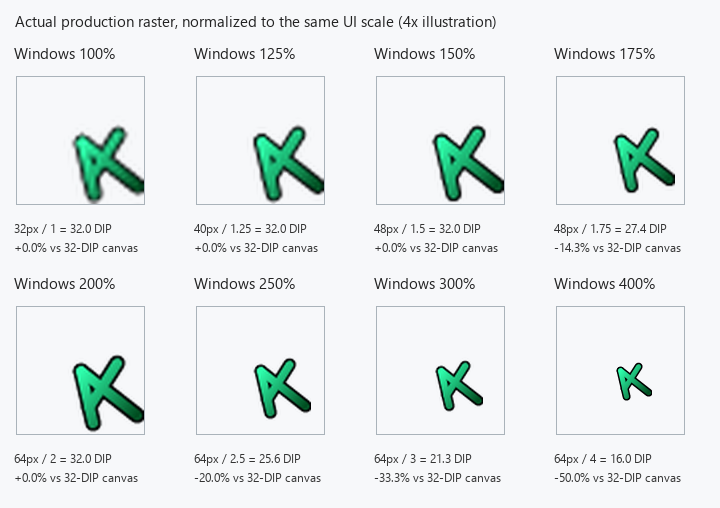 Actual production raster, normalized to the same UI scale (4x illustration)
Windows 100%
Windows 125%
Windows 150%
Windows 175%
32px / 1 = 32.0 DIP
+0.0% vs 32-DIP canvas
40px / 1.25 = 32.0 DIP
+0.0% vs 32-DIP canvas
48px / 1.5 = 32.0 DIP
+0.0% vs 32-DIP canvas
48px / 1.75 = 27.4 DIP
-14.3% vs 32-DIP canvas
Windows 200%
Windows 250%
Windows 300%
Windows 400%
64px / 2 = 32.0 DIP
+0.0% vs 32-DIP canvas
64px / 2.5 = 25.6 DIP
-20.0% vs 32-DIP canvas
64px / 3 = 21.3 DIP
-33.3% vs 32-DIP canvas
64px / 4 = 16.0 DIP
-50.0% vs 32-DIP canvas